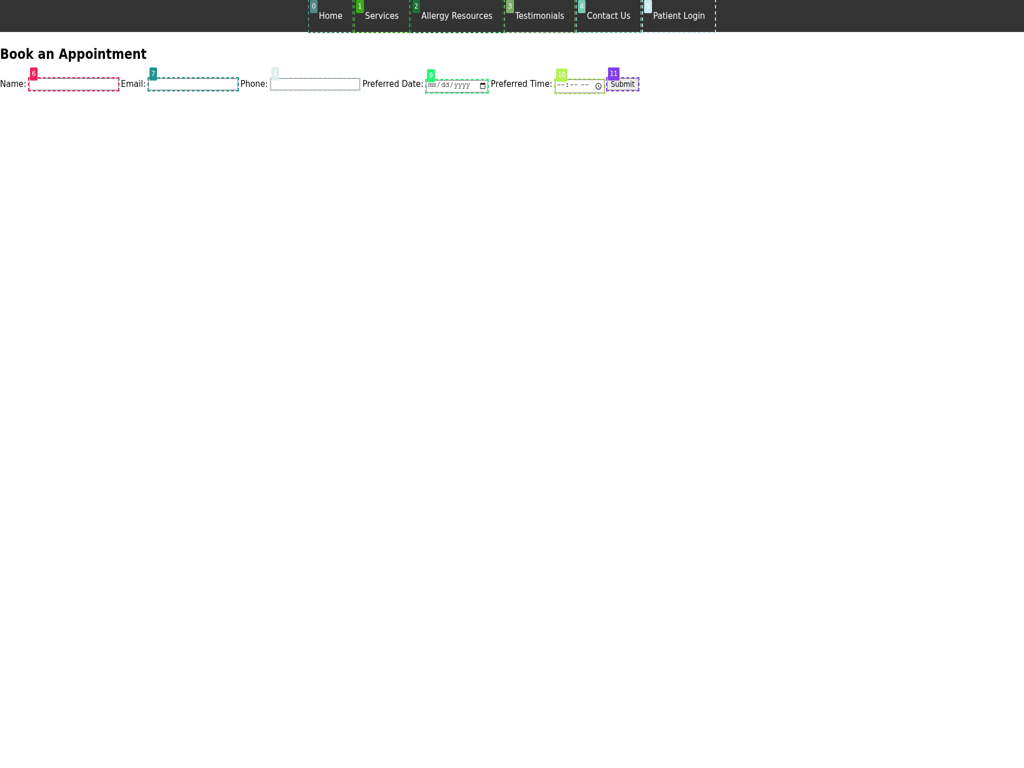 0 Home 1 Services 2 Allergy Resources 3 Testimonials 4 Contact Us 5 Patient Login
Book an Appointment
6 7 8 9 10 11
Name: Email: Phone: Preferred Date: mm/dd/yyyy Preferred Time: --:-- -- Submit